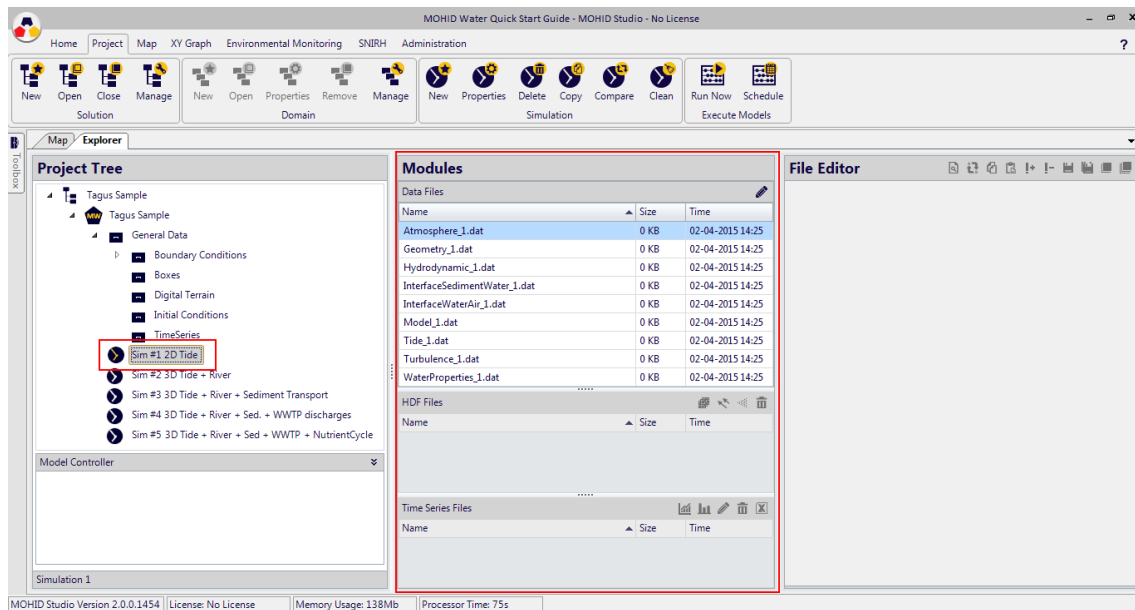 MOHID Water Quick Start Guide - MOHID Studio - No License
Home Project Map XY Graph Environmental Monitoring SNIRH Administration ?
New Open Close Manage New Open Properties Remove Manage New Properties Delete Copy Compare Clean Run Now Schedule
Solution Domain Simulation Execute Models
Toolbox
Map Explorer
Project Tree
Tagus Sample
MW Tagus Sample
General Data
Boundary Conditions
Boxes
Digital Terrain
Initial Conditions
TimeSeries
Sim #1 2D Tide
Sim #2 3D Tide + River
Sim #3 3D Tide + River + Sediment Transport
Sim #4 3D Tide + River + Sed. + WWTP discharges
Sim #5 3D Tide + River + Sed + WWTP + NutrientCycle
Model Controller
Simulation 1
Modules
Data Files
Name Size Time
Atmosphere_1.dat 0 KB 02-04-2015 14:25
Geometry_1.dat 0 KB 02-04-2015 14:25
Hydrodynamic_1.dat 0 KB 02-04-2015 14:25
InterfaceSedimentWater_1.dat 0 KB 02-04-2015 14:25
InterfaceWaterAir_1.dat 0 KB 02-04-2015 14:25
Model_1.dat 0 KB 02-04-2015 14:25
Tide_1.dat 0 KB 02-04-2015 14:25
Turbulence_1.dat 0 KB 02-04-2015 14:25
WaterProperties_1.dat 0 KB 02-04-2015 14:25
HDF Files
Name Size Time
Time Series Files
Name Size Time
File Editor
MOHID Studio Version 2.0.0.1454 License: No License Memory Usage: 138Mb Processor Time: 75s